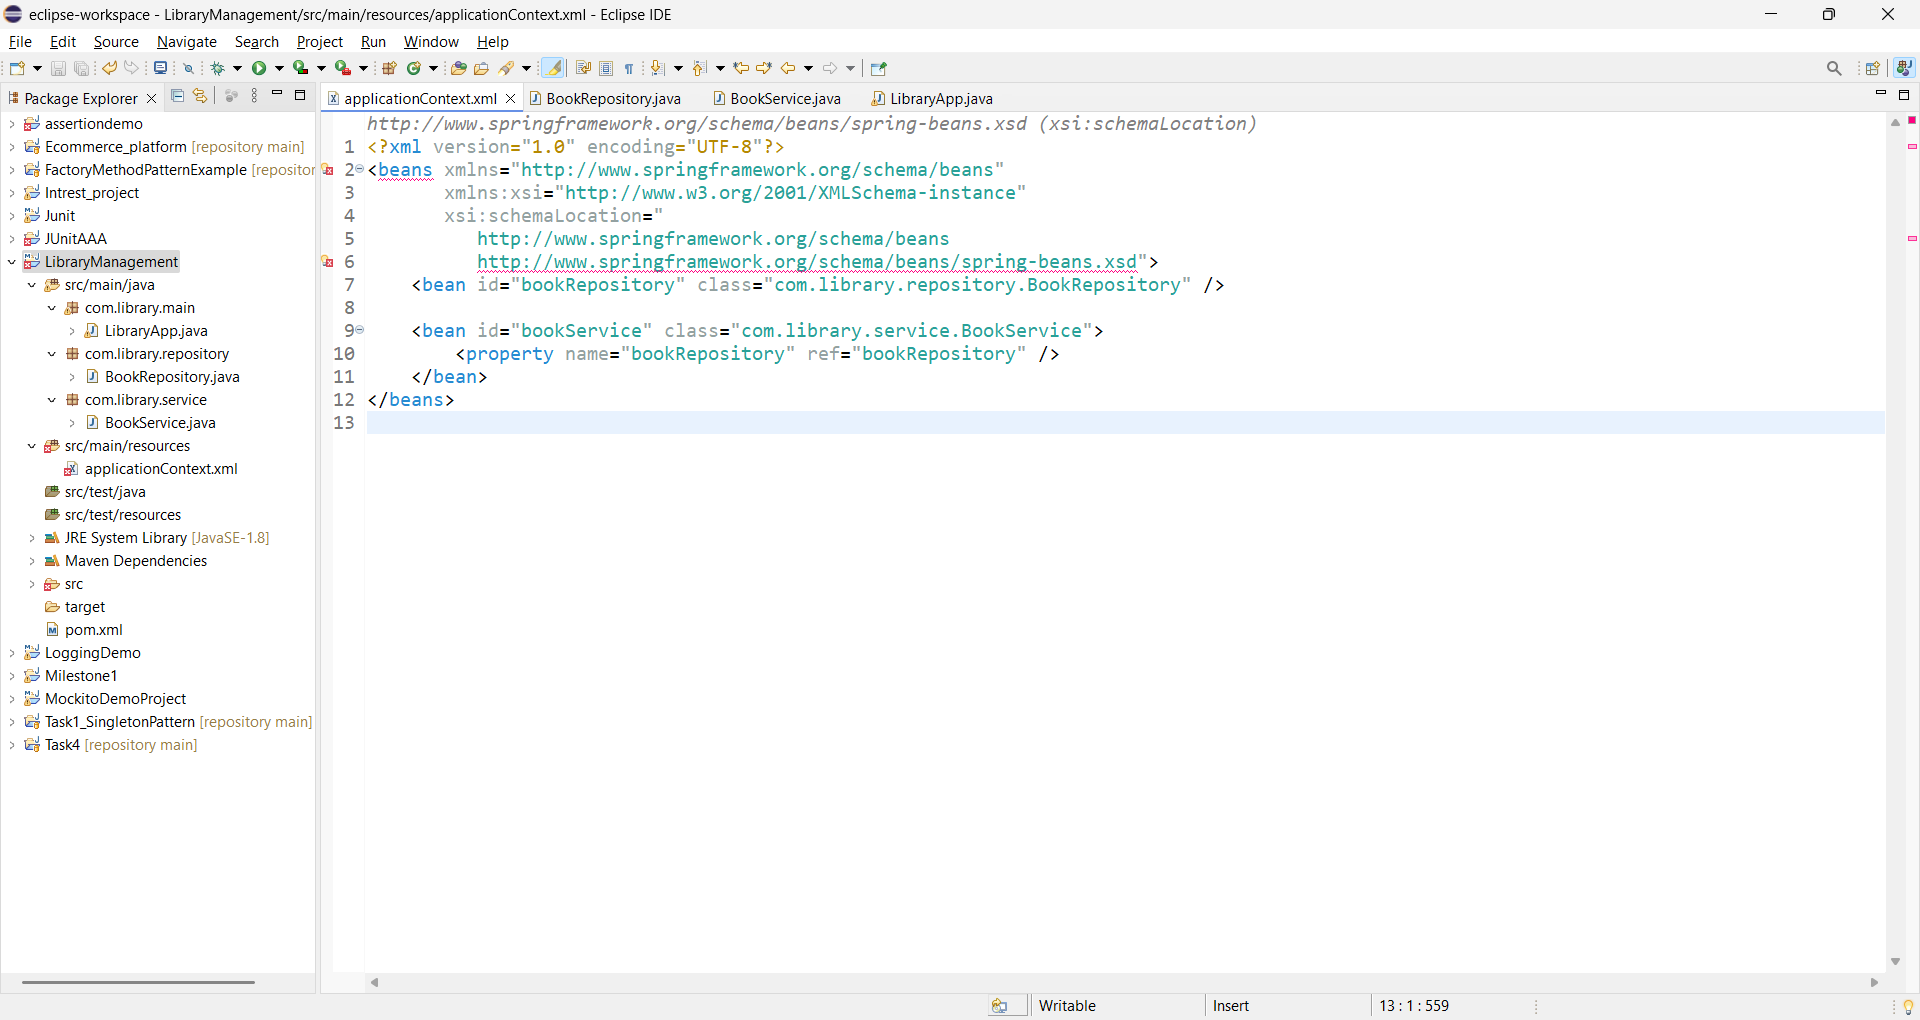 eclipse-workspace - LibraryManagement/src/main/resources/applicationContext.xml - Eclipse IDE
File Edit Source Navigate Search Project Run Window Help
Package Explorer
assertiondemo
Ecommerce_platform [repository main]
FactoryMethodPatternExample [repositor
Intrest_project
Junit
JUnitAAA
LibraryManagement
src/main/java
com.library.main
LibraryApp.java
com.library.repository
BookRepository.java
com.library.service
BookService.java
src/main/resources
applicationContext.xml
src/test/java
src/test/resources
JRE System Library [JavaSE-1.8]
Maven Dependencies
src
target
pom.xml
LoggingDemo
Milestone1
MockitoDemoProject
Task1_SingletonPattern [repository main]
Task4 [repository main]
applicationContext.xml BookRepository.java BookService.java LibraryApp.java
http://www.springframework.org/schema/beans/spring-beans.xsd (xsi:schemaLocation)
1 <?xml version="1.0" encoding="UTF-8"?>
2 <beans xmlns="http://www.springframework.org/schema/beans"
3 xmlns:xsi="http://www.w3.org/2001/XMLSchema-instance"
4 xsi:schemaLocation="
5 http://www.springframework.org/schema/beans
6 http://www.springframework.org/schema/beans/spring-beans.xsd">
7 <bean id="bookRepository" class="com.library.repository.BookRepository" />
8
9 <bean id="bookService" class="com.library.service.BookService">
10 <property name="bookRepository" ref="bookRepository" />
11 </bean>
12 </beans>
13
Writable Insert 13 : 1 : 559